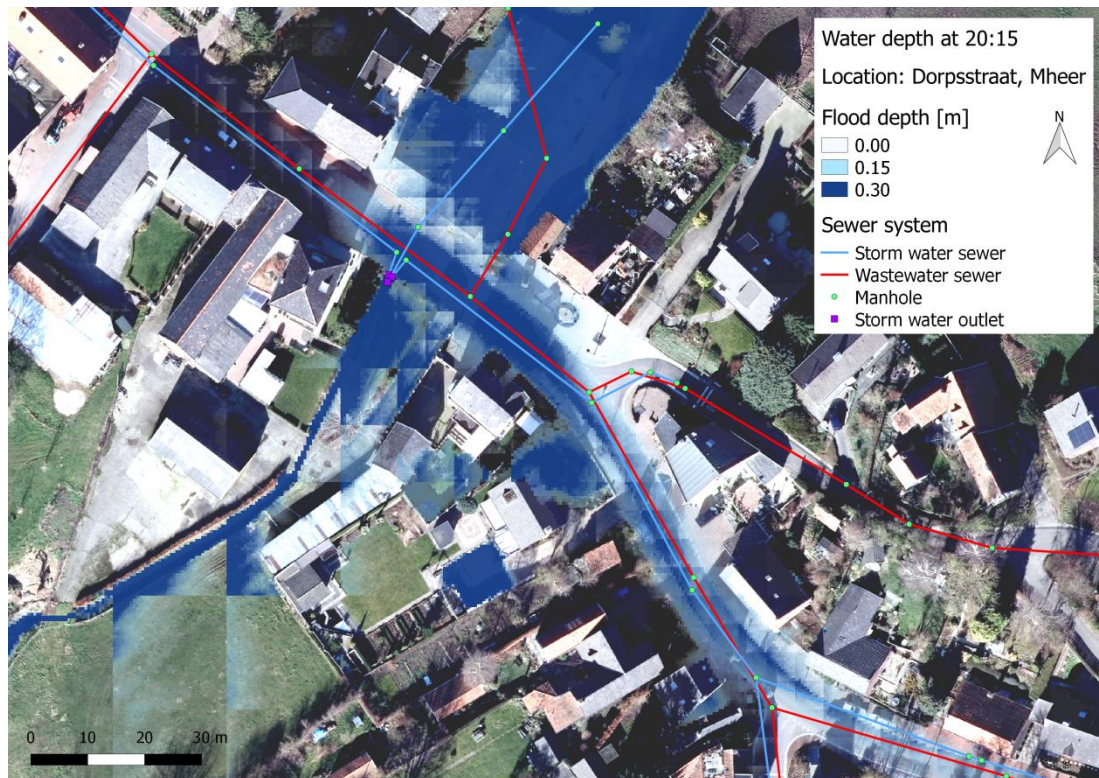 Water depth at 20:15
Location: Dorpsstraat, Mheer
Flood depth [m]
N
0.00
0.15
0.30
Sewer system
Storm water sewer
Wastewater sewer
Manhole
Storm water outlet
0 10 20 30 m